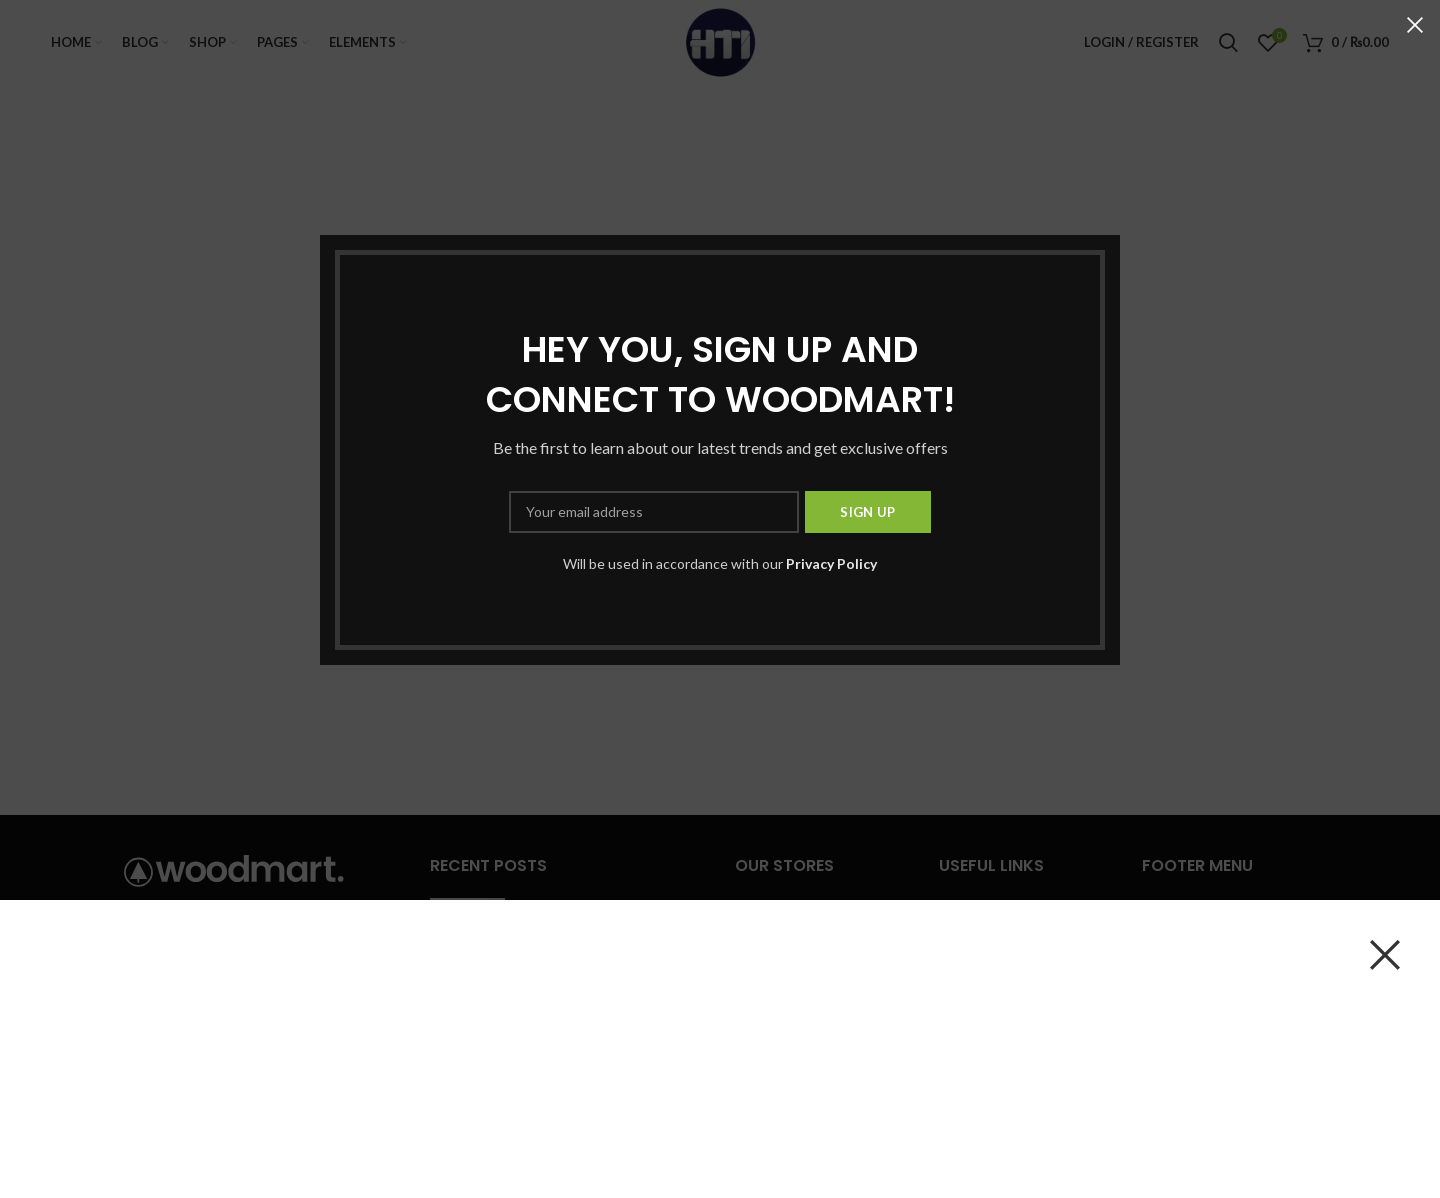 HOME
BLOG
SHOP
PAGES
ELEMENTS
HTI
LOGIN / REGISTER
0
0 / ₨0.00
HEY YOU, SIGN UP AND
CONNECT TO WOODMART!
Be the first to learn about our latest trends and get exclusive offers
Your email address
SIGN UP
Will be used in accordance with our Privacy Policy
woodmart.
RECENT POSTS
OUR STORES
USEFUL LINKS
FOOTER MENU